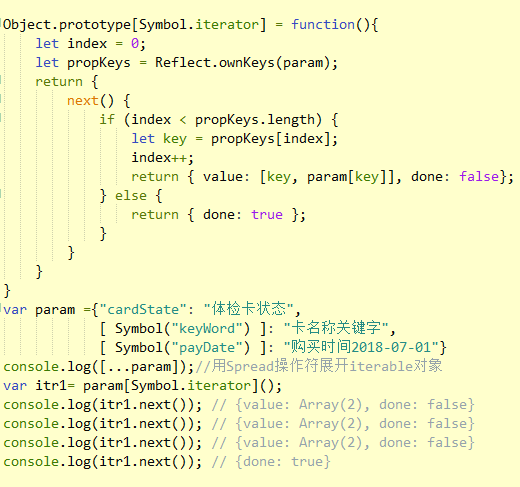 Object.prototype[Symbol.iterator] = function(){
    let index = 0;
    let propKeys = Reflect.ownKeys(param);
    return {
        next() {
            if (index < propKeys.length) {
                let key = propKeys[index];
                index++;
                return { value: [key, param[key]], done: false};
            } else {
                return { done: true };
            }
        }
    }
}
var param ={"cardState": "体检卡状态",
            [ Symbol("keyWord") ]: "卡名称关键字",
            [ Symbol("payDate") ]: "购买时间2018-07-01"}
console.log([...param]);//用Spread操作符展开iterable对象
var itr1= param[Symbol.iterator]();
console.log(itr1.next()); // {value: Array(2), done: false}
console.log(itr1.next()); // {value: Array(2), done: false}
console.log(itr1.next()); // {value: Array(2), done: false}
console.log(itr1.next()); // {done: true}